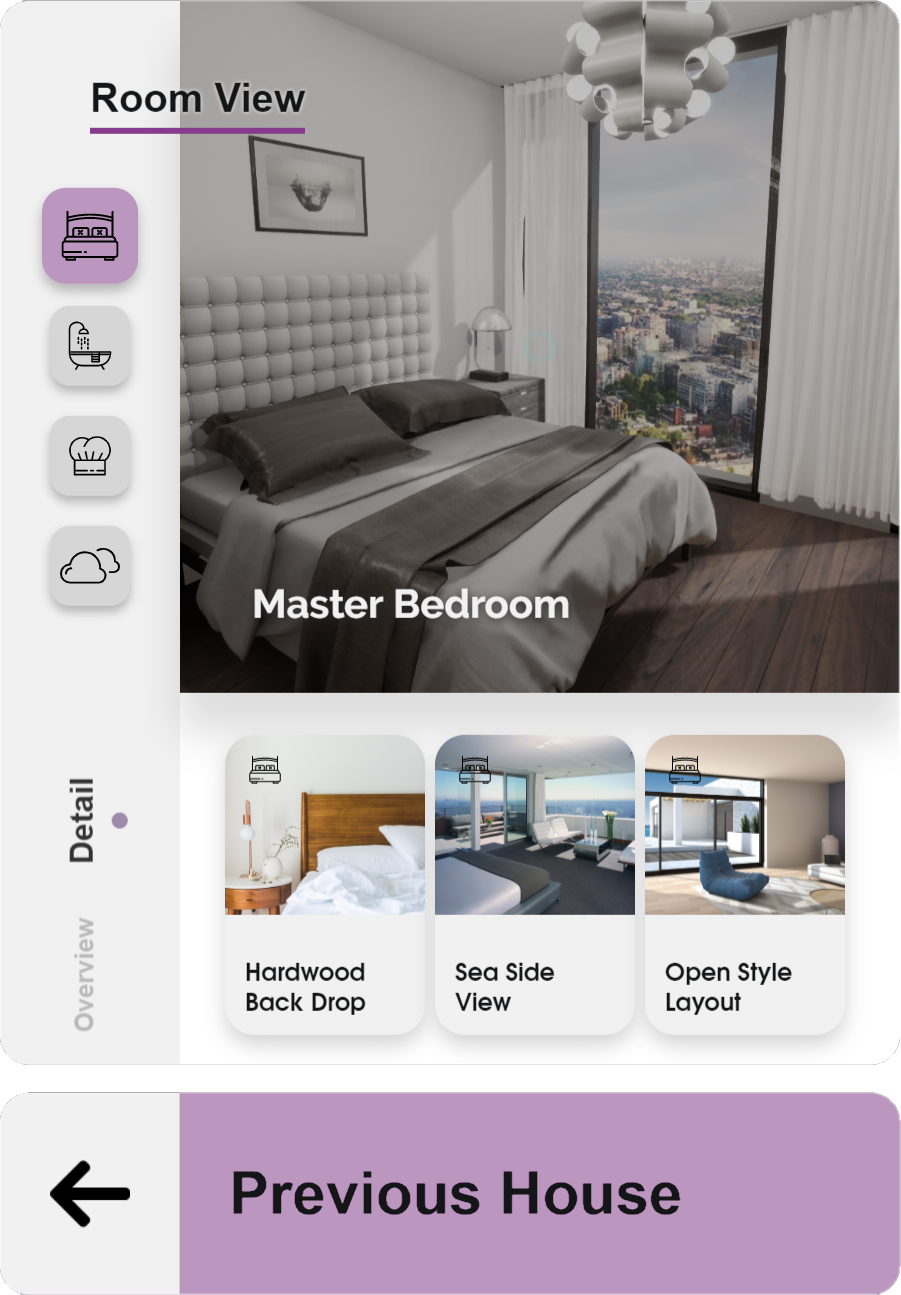 Room View
Master Bedroom
Detail
Overview
Hardwood
Back Drop
Sea Side
View
Open Style
Layout
Previous House